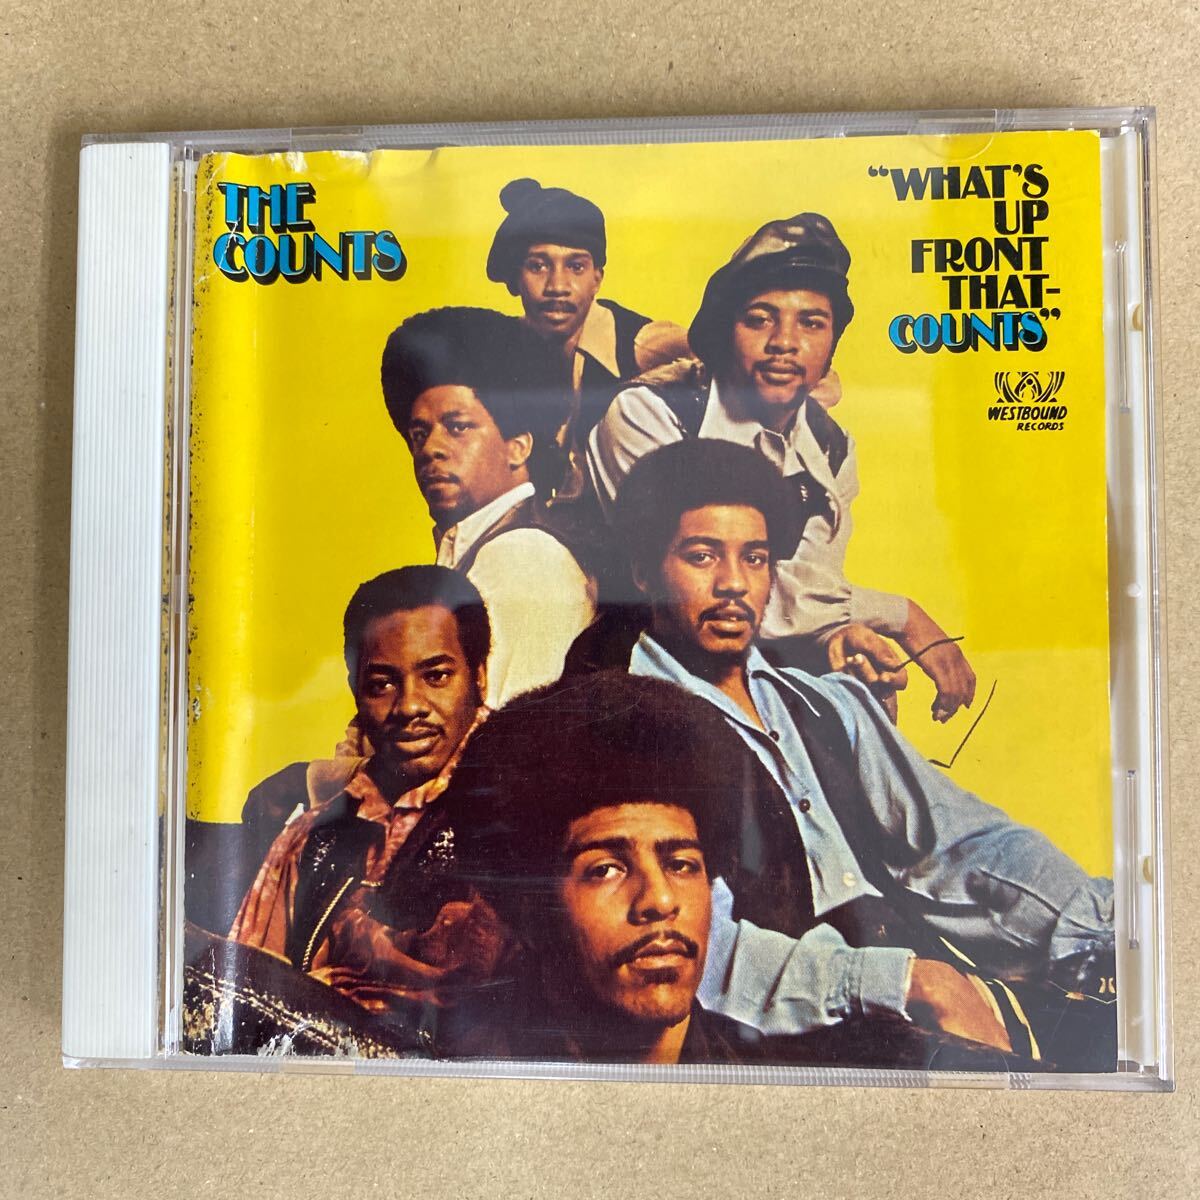 THE
COUNTS
“WHAT'S
UP
FRONT
THAT-
COUNTS”
WESTBOUND
RECORDS